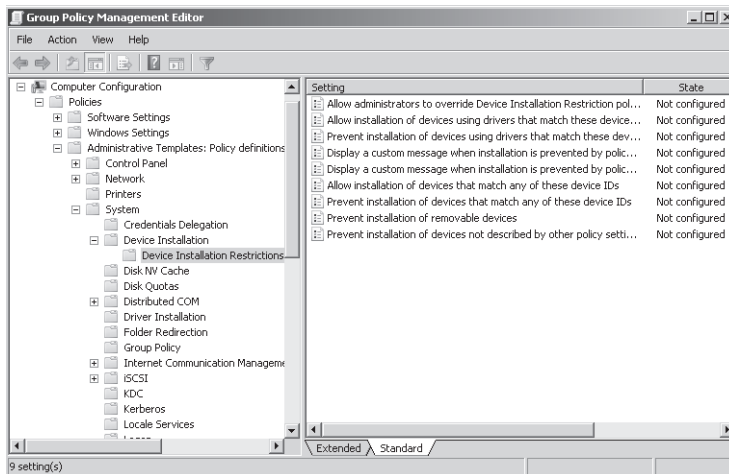 Group Policy Management Editor
File Action View Help
Computer Configuration
Policies
Software Settings
Windows Settings
Administrative Templates: Policy definitions
Control Panel
Network
Printers
System
Credentials Delegation
Device Installation
Device Installation Restrictions
Disk NV Cache
Disk Quotas
Distributed COM
Driver Installation
Folder Redirection
Group Policy
Internet Communication Manageme
iSCSI
KDC
Kerberos
Locale Services
Setting State
Allow administrators to override Device Installation Restriction pol... Not configured
Allow installation of devices using drivers that match these device... Not configured
Prevent installation of devices using drivers that match these dev... Not configured
Display a custom message when installation is prevented by polic... Not configured
Display a custom message when installation is prevented by polic... Not configured
Allow installation of devices that match any of these device IDs Not configured
Prevent installation of devices that match any of these device IDs Not configured
Prevent installation of removable devices Not configured
Prevent installation of devices not described by other policy setti... Not configured
Extended Standard
9 setting(s)